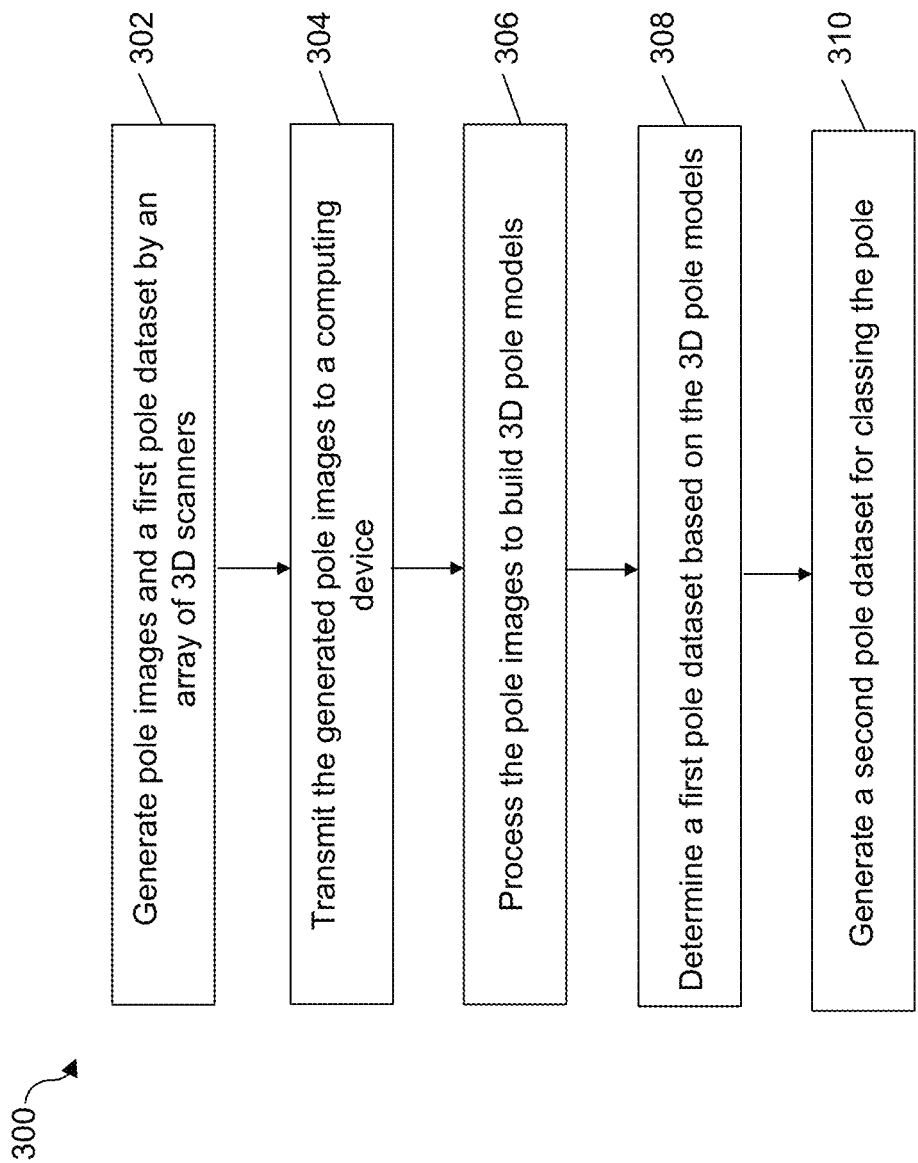 300
Generate pole images and a first pole dataset by an
array of 3D scanners
302
Transmit the generated pole images to a computing
device
304
Process the pole images to build 3D pole models
306
Determine a first pole dataset based on the 3D pole models
308
Generate a second pole dataset for classing the pole
310